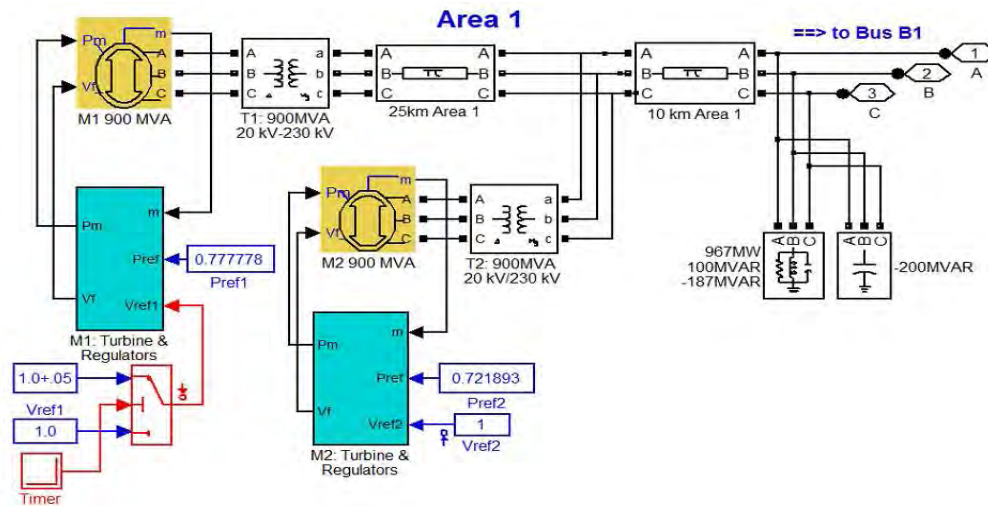 Area 1
==> to Bus B1
Pm
m
A
B
C
Vf
M1 900 MVA
A
B
C
a
b
c
T1: 900MVA
20 kV-230 kV
A
B
C
A
B
C
25km Area 1
A
B
C
A
B
C
10 km Area 1
1
A
2
B
3
C
Pm
m
A
B
C
Vf
M2 900 MVA
A
B
C
a
b
c
T2: 900MVA
20 kV/230 kV
m
Pm
Pref
Vref1
Vf
M1: Turbine &
Regulators
0.777778
Pref1
A
B
C
967MW
100MVAR
-187MVAR
A
B
C
-200MVAR
1.0+.05
Vref1
1.0
Timer
m
Pm
Pref
Vref2
Vf
M2: Turbine &
Regulators
0.721893
Pref2
1
Vref2